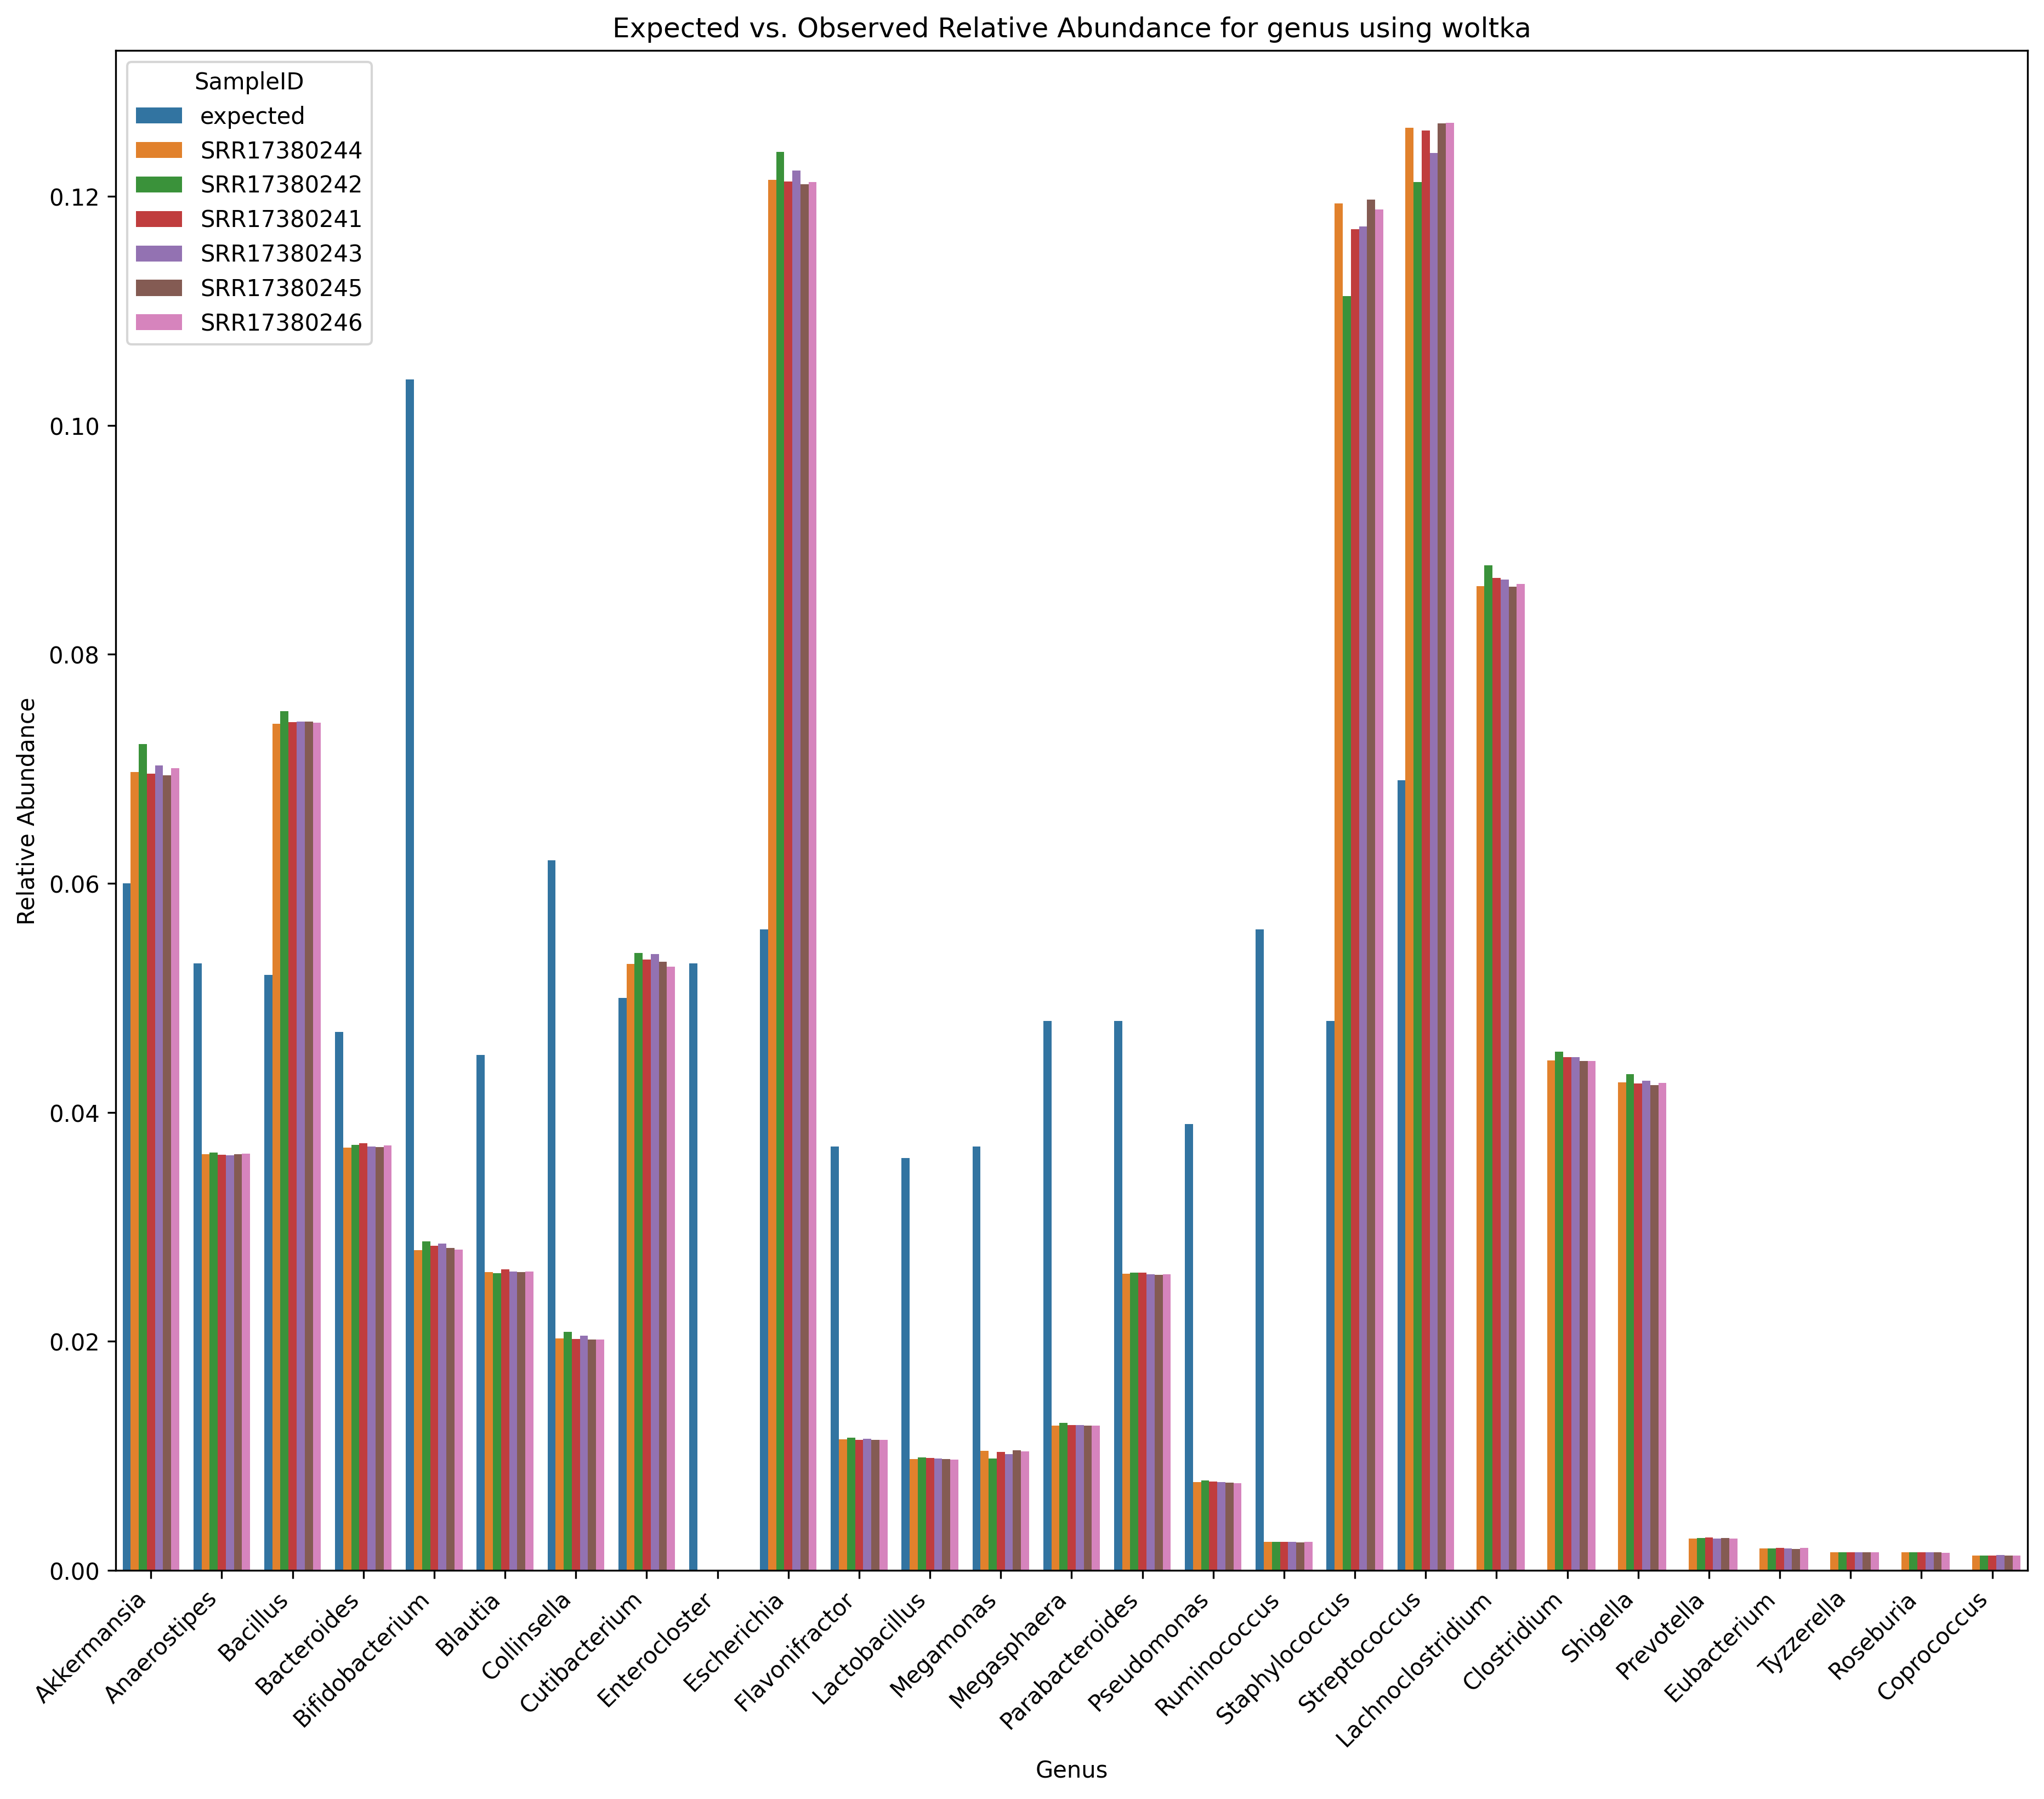 Expected vs. Observed Relative Abundance for genus using woltka
SampleID
expected
SRR17380244
SRR17380242
SRR17380241
SRR17380243
SRR17380245
SRR17380246
Relative Abundance
0.12
0.10
0.08
0.06
0.04
0.02
0.00
Akkermansia
Anaerostipes
Bacillus
Bacteroides
Bifidobacterium
Blautia
Collinsella
Cutibacterium
Enterocloster
Escherichia
Flavonifractor
Lactobacillus
Megamonas
Megasphaera
Parabacteroides
Pseudomonas
Ruminococcus
Staphylococcus
Streptococcus
Lachnoclostridium
Clostridium
Shigella
Prevotella
Eubacterium
Tyzzerella
Roseburia
Coprococcus
Genus